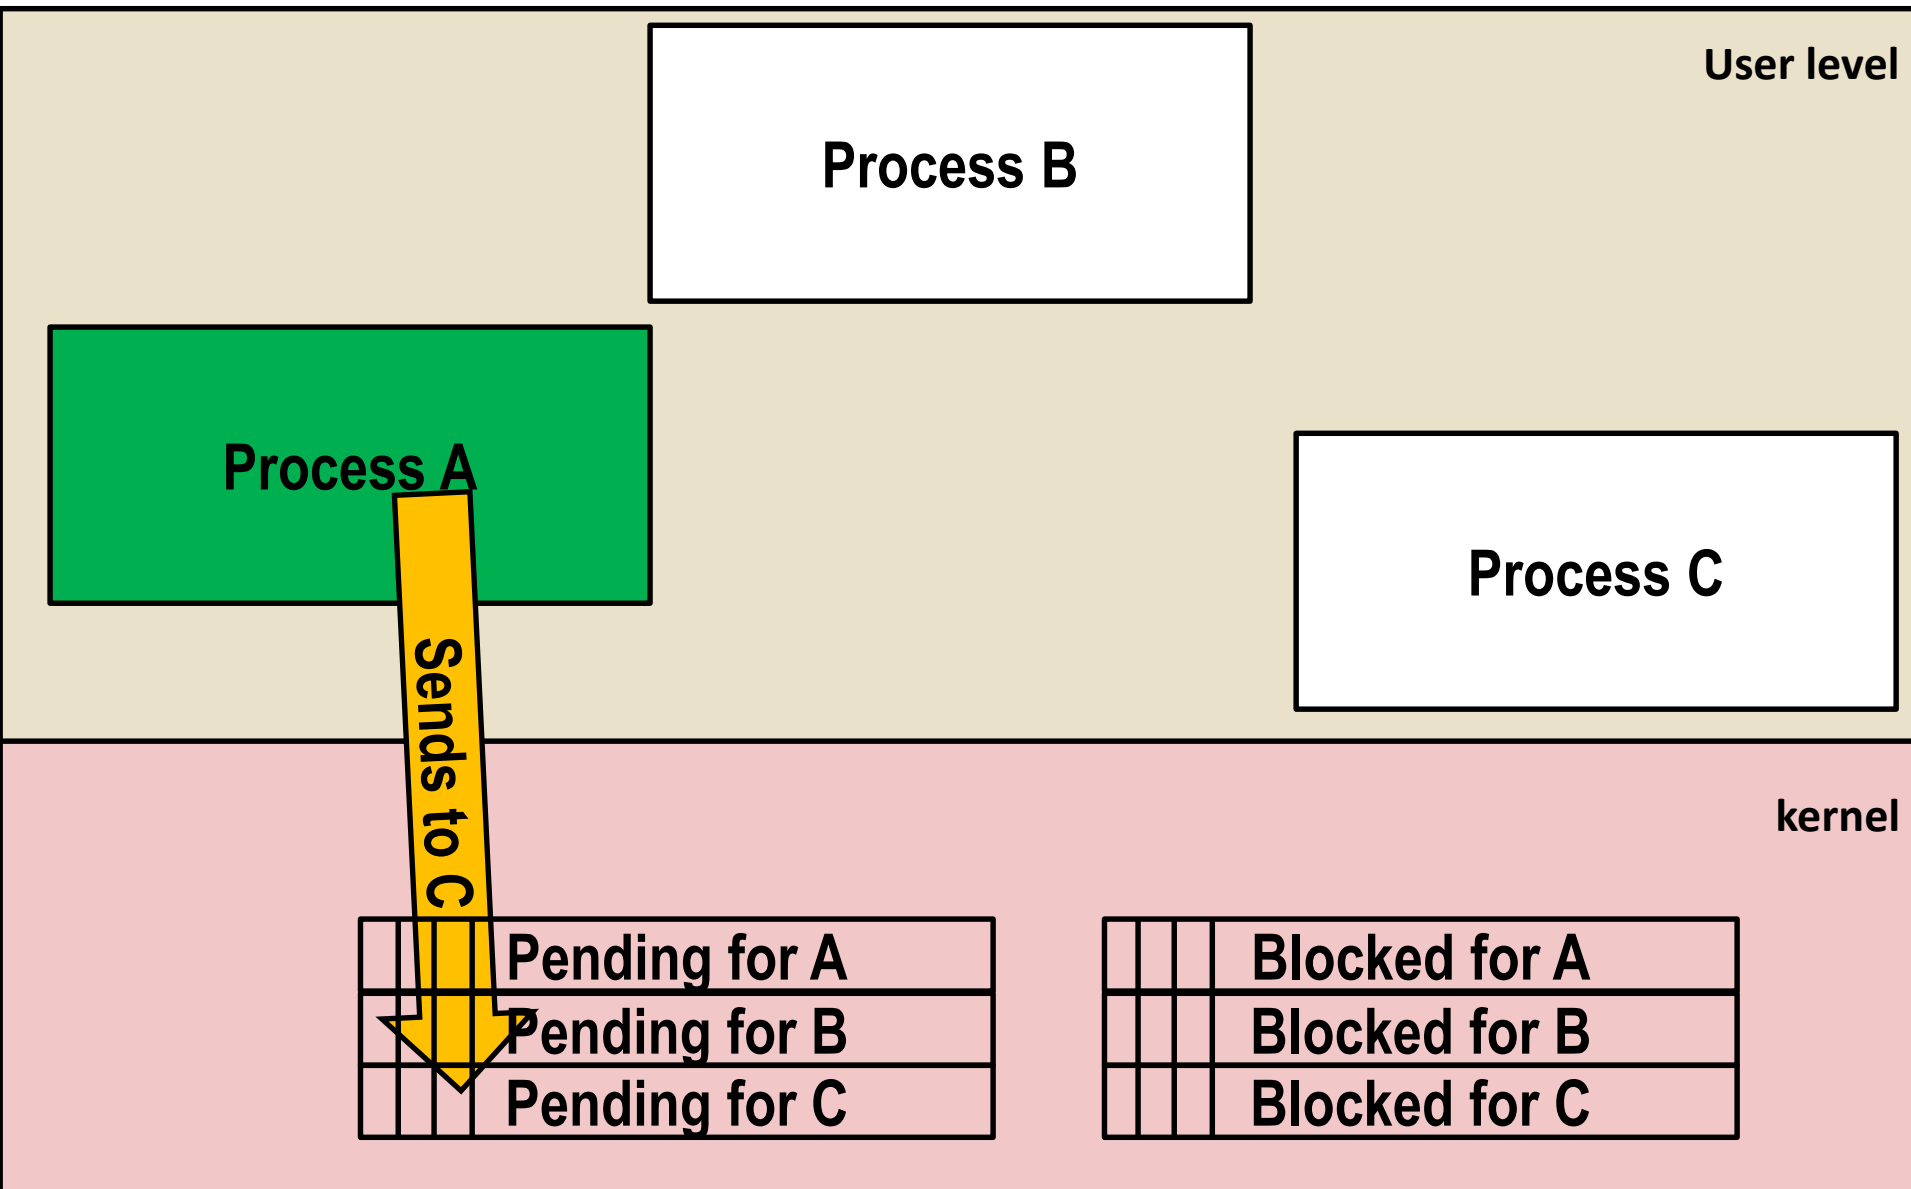 User level
Process B
Process A
Process C
Sends to C
kernel
Pending for A
Pending for B
Pending for C
Blocked for A
Blocked for B
Blocked for C